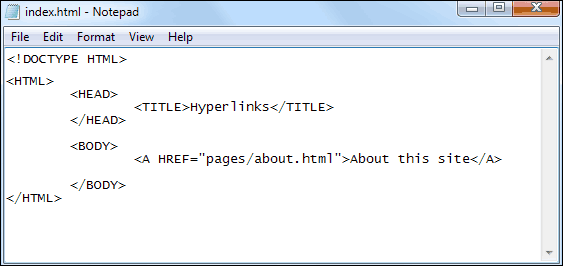 index.html - Notepad
File Edit Format View Help
<!DOCTYPE HTML>
<HTML>
<HEAD>
<TITLE>Hyperlinks</TITLE>
</HEAD>
<BODY>
<A HREF="pages/about.html">About this site</A>
</BODY>
</HTML>